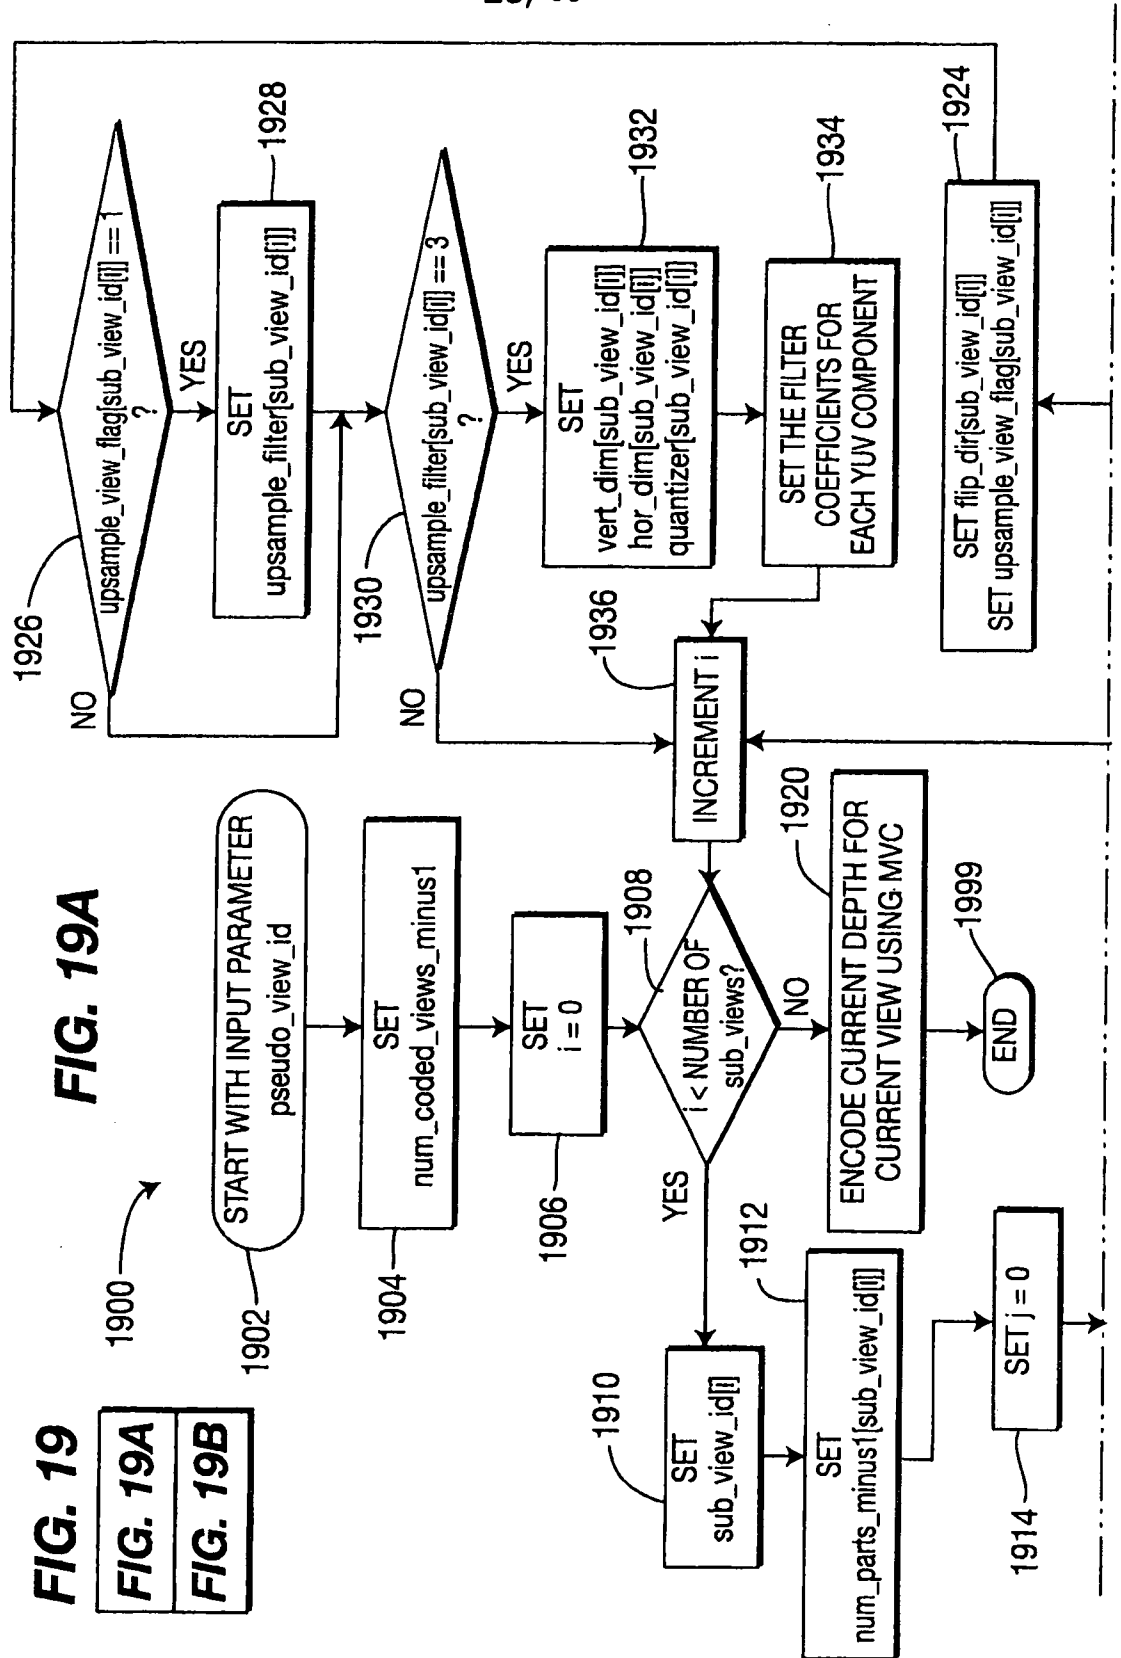 FIG. 19
FIG. 19A
FIG. 19B
FIG. 19A
1900
1902
START WITH INPUT PARAMETER
pseudo_view_id
1904
SET
num_coded_views_minus1
1906
SET
i = 0
1908
i < NUMBER OF
sub_views?
YES
NO
1910
SET
sub_view_id[i]
1912
SET
num_parts_minus1[sub_view_id[i]]
1914
SET j = 0
1920
ENCODE CURRENT DEPTH FOR
CURRENT VIEW USING MVC
1999
END
1926
upsample_view_flag[sub_view_id[i]] == 1
?
NO
YES
1928
SET
upsample_filter[sub_view_id[i]]
1930
upsample_filter[sub_view_id[i]] == 3
?
NO
YES
1932
SET
vert_dim[sub_view_id[i]]
hor_dim[sub_view_id[i]]
quantizer[sub_view_id[i]]
1934
SET THE FILTER
COEFFICIENTS FOR
EACH YUV COMPONENT
1936
INCREMENT i
1924
SET flip_dir[sub_view_id[i]]
SET upsample_view_flag[sub_view_id[i]]